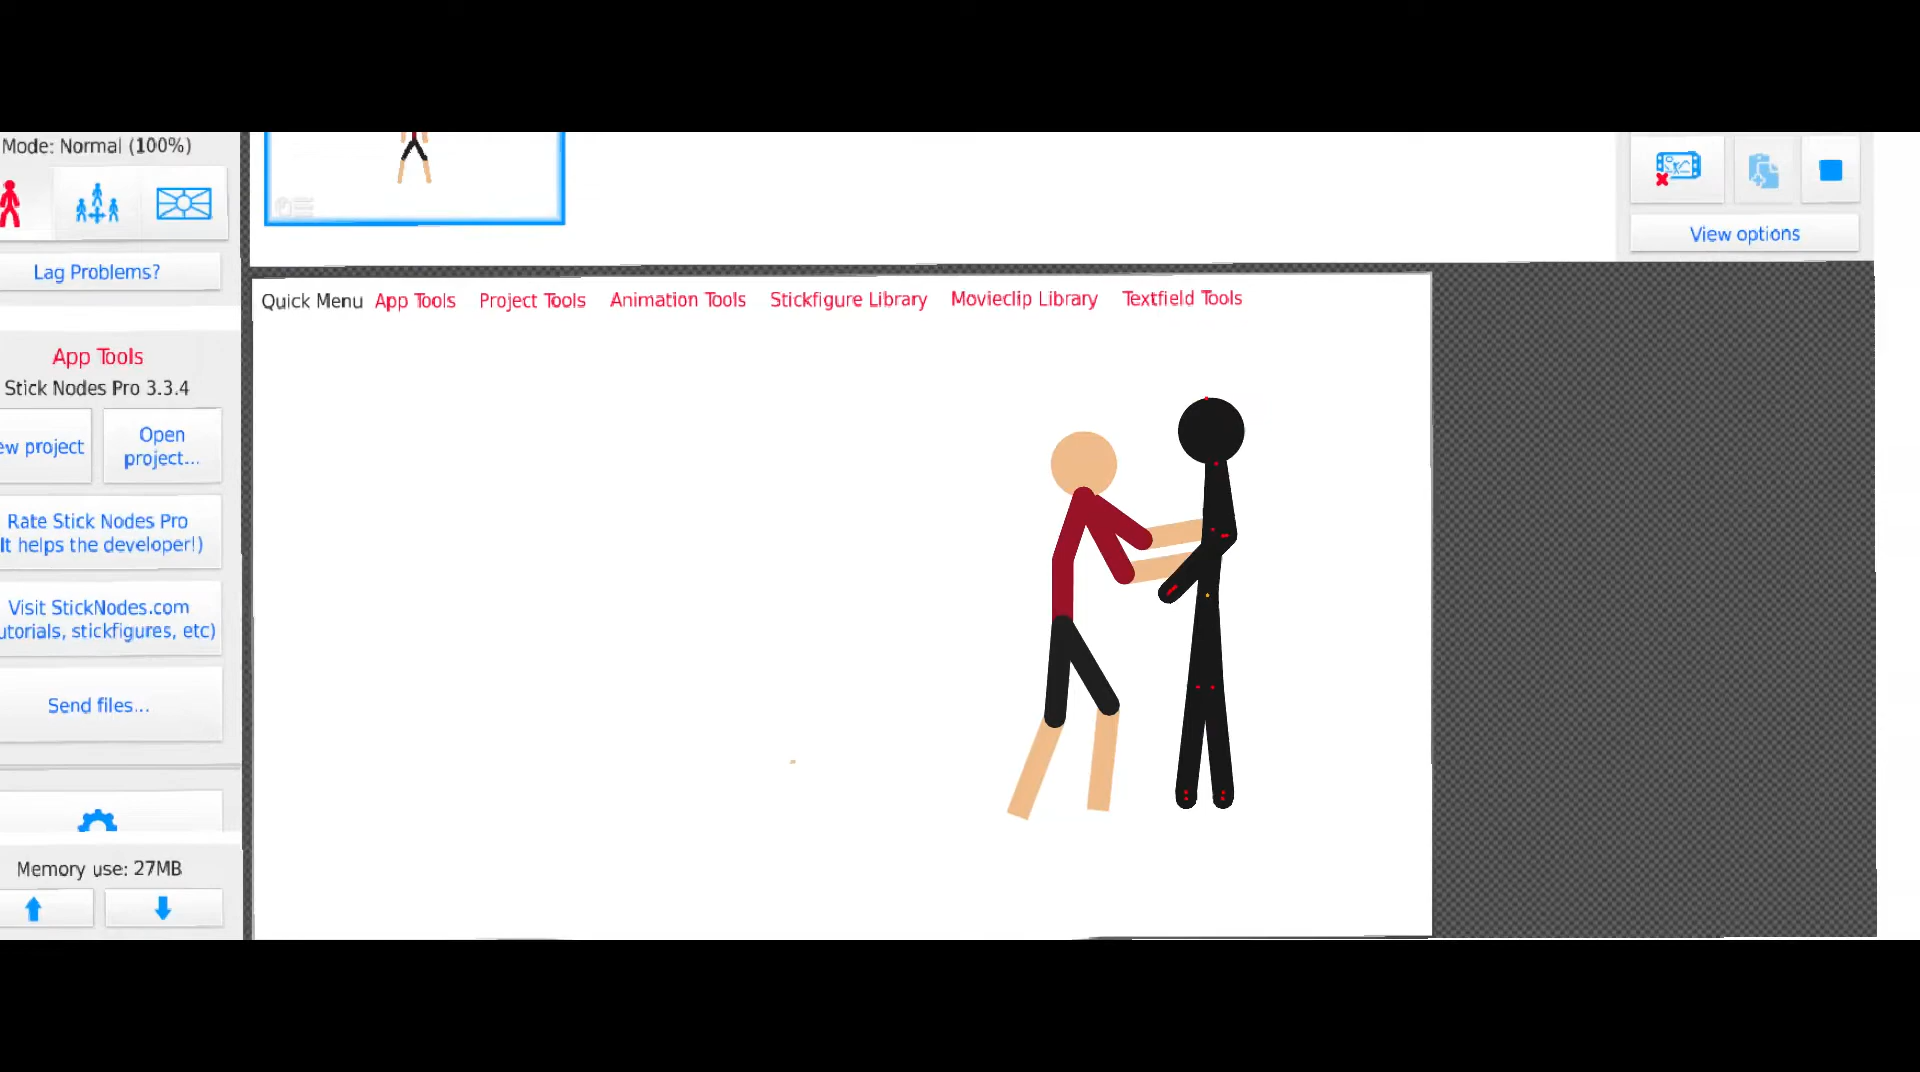 Mode: Normal (100%)
View options
Lag Problems?
Quick Menu App Tools Project Tools Animation Tools Stickfigure Library Movieclip Library Textfield Tools
App Tools
Stick Nodes Pro 3.3.4
ew project
Open
project...
Rate Stick Nodes Pro
It helps the developer!)
Visit StickNodes.com
utorials, stickfigures, etc)
Send files...
Memory use: 27MB